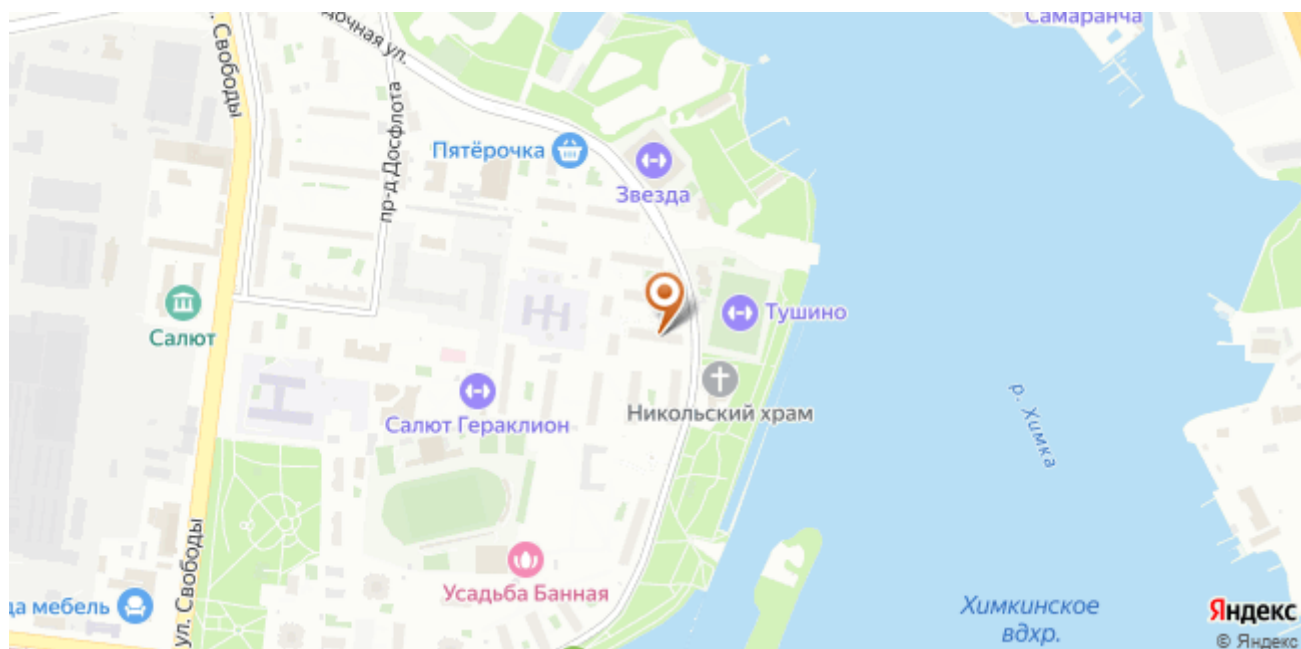 Самаранча
дочная ул.
ул. Свободы
пр-д Досфлота
Пятёрочка
Звезда
Тушино
Салют
Никольский храм
Салют Гераклион
р. Химка
ул. Свободы
Усадьба Банная
да мебель
Химкинское
вдхр.
Яндекс
© Яндекс